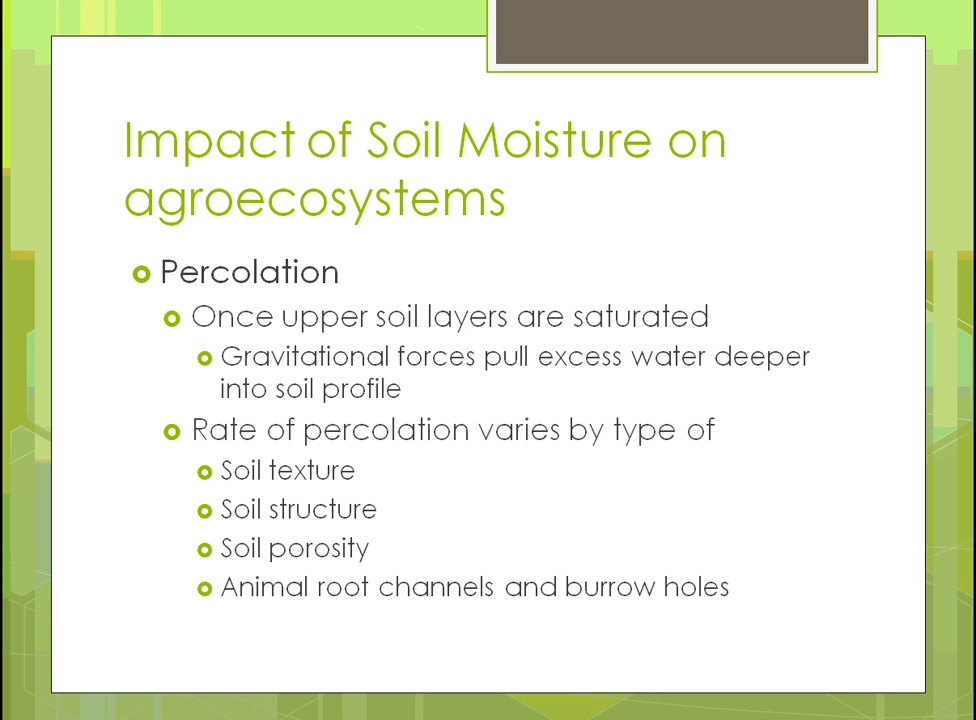 Impact of Soil Moisture on
agroecosystems
Percolation
Once upper soil layers are saturated
Gravitational forces pull excess water deeper
into soil profile
Rate of percolation varies by type of
Soil texture
Soil structure
Soil porosity
Animal root channels and burrow holes